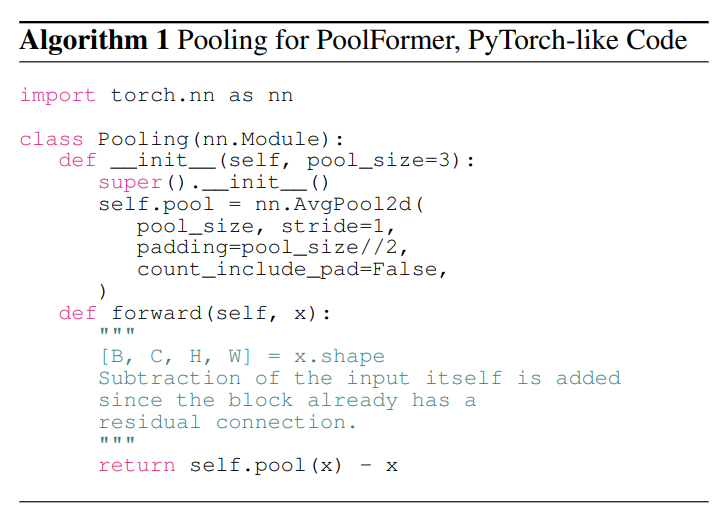 Algorithm 1 Pooling for PoolFormer, PyTorch-like Code
import torch.nn as nn
class Pooling(nn.Module):
def __init__(self, pool_size=3):
super().__init__()
self.pool = nn.AvgPool2d(
pool_size, stride=1,
padding=pool_size//2,
count_include_pad=False,
)
def forward(self, x):
"""
[B, C, H, W] = x.shape
Subtraction of the input itself is added
since the block already has a
residual connection.
"""
return self.pool(x) - x